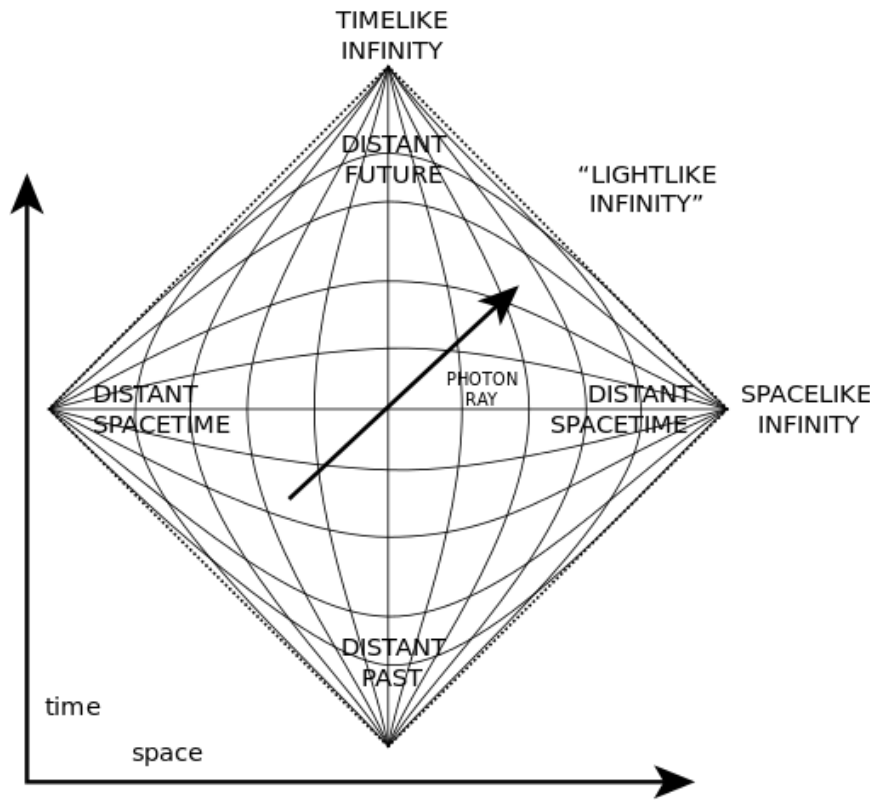 TIMELIKE
INFINITY
DISTANT
FUTURE
“LIGHTLIKE
INFINITY”
PHOTON
RAY
DISTANT
SPACETIME
DISTANT
SPACETIME
SPACELIKE
INFINITY
DISTANT
PAST
time
space